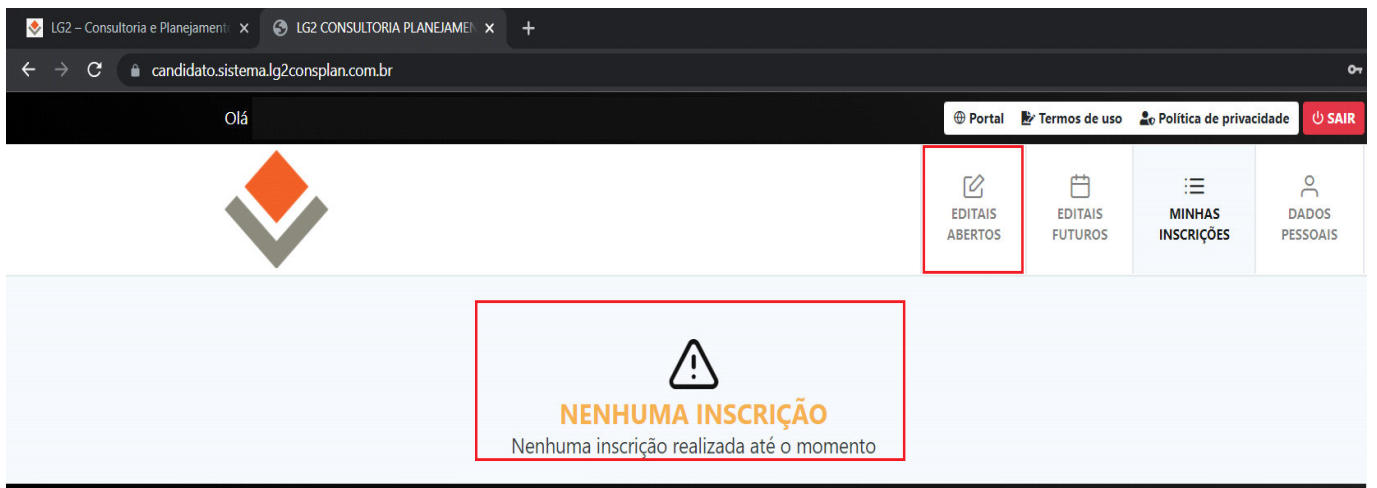 LG2 – Consultoria e Planejament
LG2 CONSULTORIA PLANEJAMEN
candidato.sistema.lg2consplan.com.br
Olá
Portal
Termos de uso
Política de privacidade
SAIR
EDITAIS
ABERTOS
EDITAIS
FUTUROS
MINHAS
INSCRIÇÕES
DADOS
PESSOAIS
NENHUMA INSCRIÇÃO
Nenhuma inscrição realizada até o momento